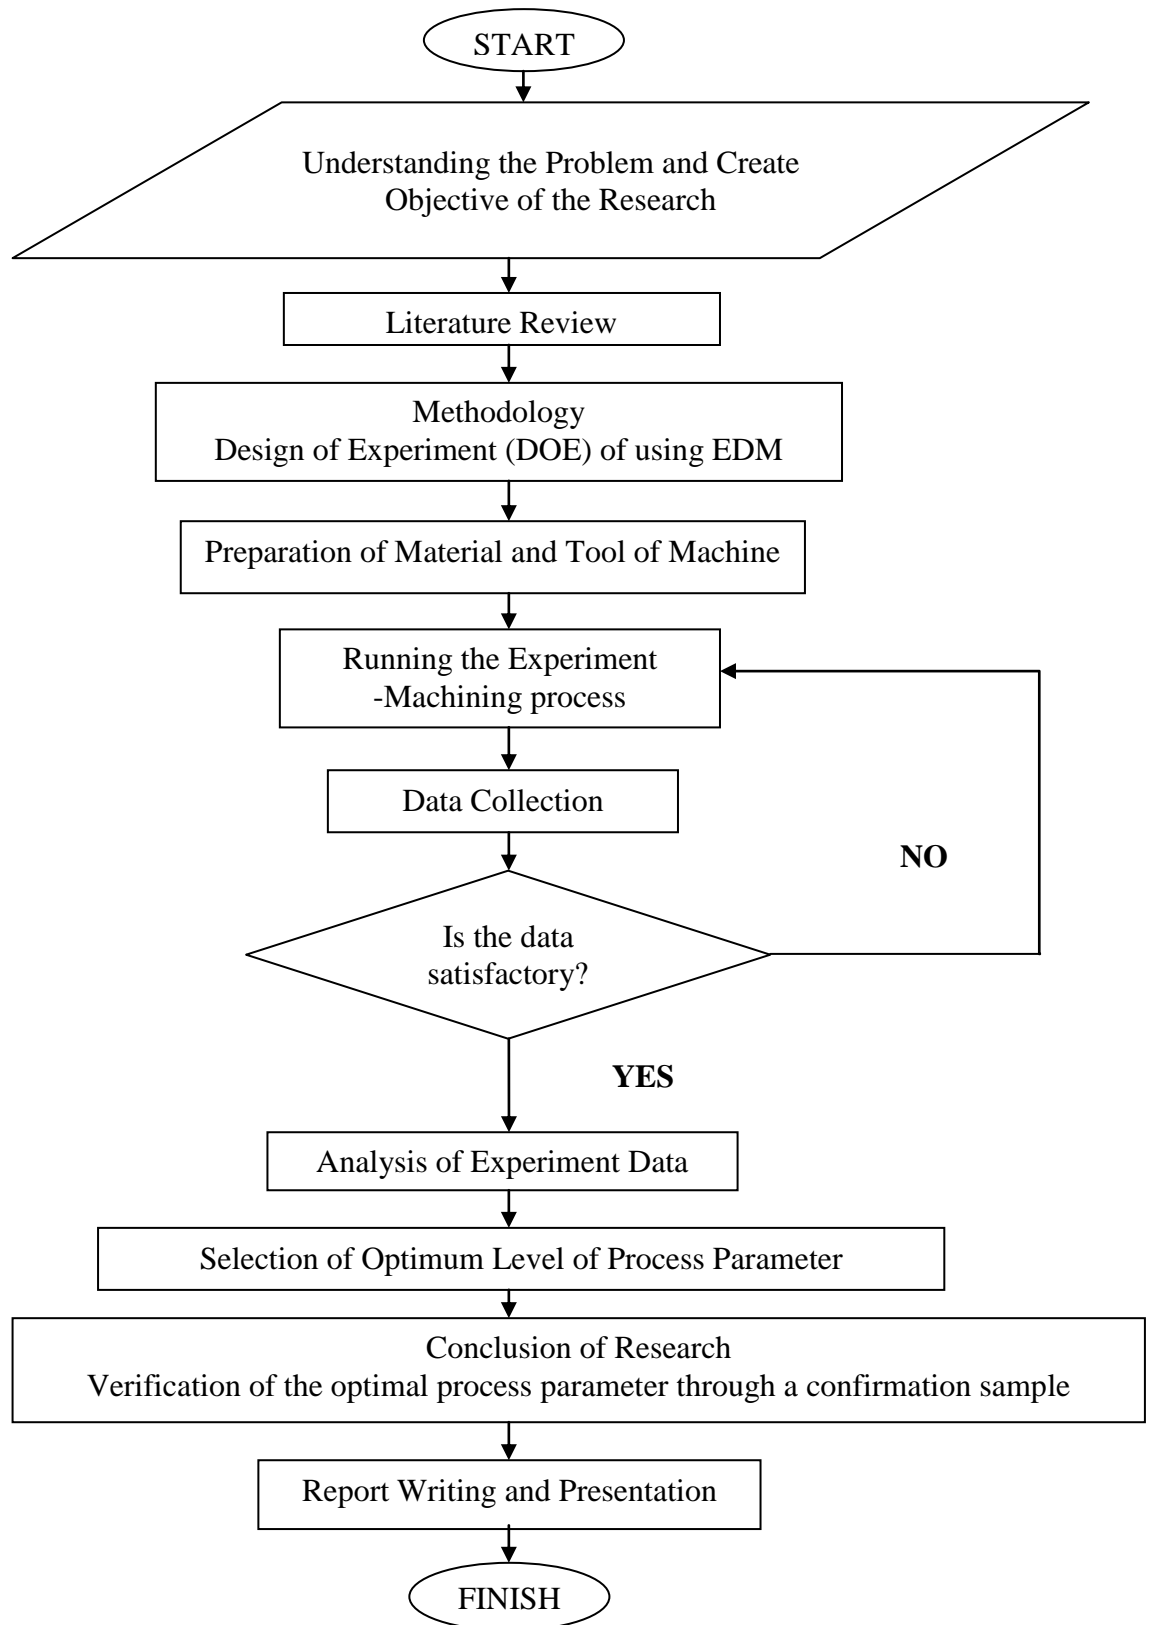 START
Understanding the Problem and Create
Objective of the Research
Literature Review
Methodology
Design of Experiment (DOE) of using EDM
Preparation of Material and Tool of Machine
Running the Experiment
-Machining process
Data Collection
NO
Is the data
satisfactory?
YES
Analysis of Experiment Data
Selection of Optimum Level of Process Parameter
Conclusion of Research
Verification of the optimal process parameter through a confirmation sample
Report Writing and Presentation
FINISH